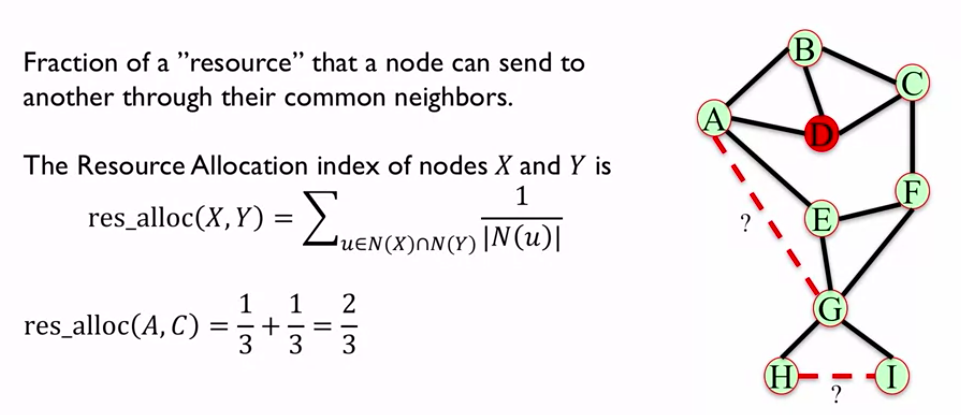 Fraction of a ”resource” that a node can send to
another through their common neighbors.
The Resource Allocation index of nodes X and Y is
res_alloc(X, Y) = ∑u∈N(X)∩N(Y) 1/|N(u)|
res_alloc(A, C) = 1/3 + 1/3 = 2/3
B
C
A
D
F
E
?
G
H
I
?